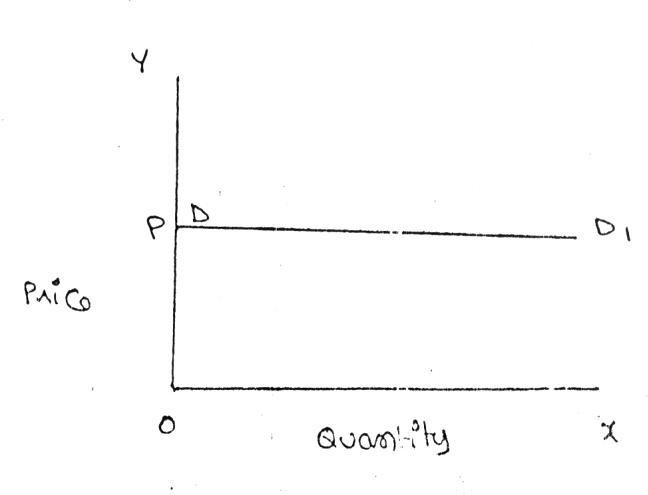 Y
P D D1
Price
O Quantity X